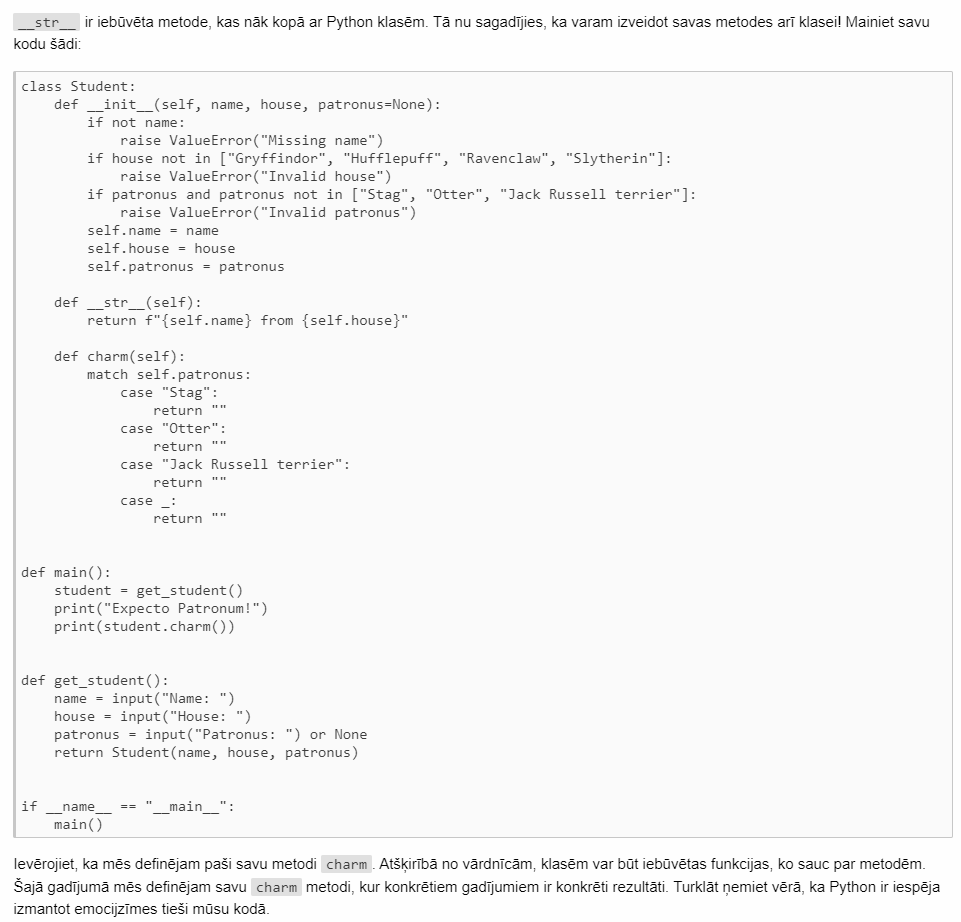 __str__ ir iebūvēta metode, kas nāk kopā ar Python klasēm. Tā nu sagadījies, ka varam izveidot savas metodes arī klasei! Mainiet savu
kodu šādi:
class Student:
    def __init__(self, name, house, patronus=None):
        if not name:
            raise ValueError("Missing name")
        if house not in ["Gryffindor", "Hufflepuff", "Ravenclaw", "Slytherin"]:
            raise ValueError("Invalid house")
        if patronus and patronus not in ["Stag", "Otter", "Jack Russell terrier"]:
            raise ValueError("Invalid patronus")
        self.name = name
        self.house = house
        self.patronus = patronus
    def __str__(self):
        return f"{self.name} from {self.house}"
    def charm(self):
        match self.patronus:
            case "Stag":
                return ""
            case "Otter":
                return ""
            case "Jack Russell terrier":
                return ""
            case _:
                return ""
def main():
    student = get_student()
    print("Expecto Patronum!")
    print(student.charm())
def get_student():
    name = input("Name: ")
    house = input("House: ")
    patronus = input("Patronus: ") or None
    return Student(name, house, patronus)
if __name__ == "__main__":
    main()
Ievērojiet, ka mēs definējam paši savu metodi charm. Atšķirībā no vārdnīcām, klasēm var būt iebūvētas funkcijas, ko sauc par metodēm.
Šajā gadījumā mēs definējam savu charm metodi, kur konkrētiem gadījumiem ir konkrēti rezultāti. Turklāt ņemiet vērā, ka Python ir iespēja
izmantot emocijzīmes tieši mūsu kodā.